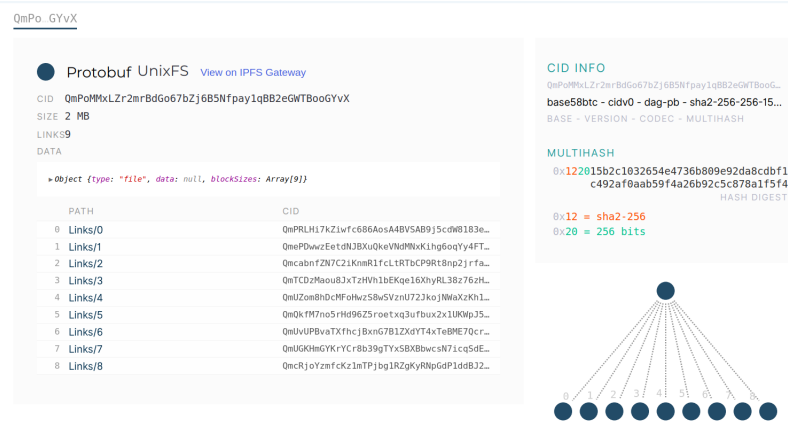 QmPo…GYvX
Protobuf UnixFS View on IPFS Gateway
CID QmPoMMxLZr2mrBdGo67bZj6B5Nfpay1qBB2eGWTBooGYvX
SIZE 2 MB
LINKS9
DATA
▸ Object {type: "file", data: null, blockSizes: Array[9]}
PATH CID
0 Links/0 QmPRLHi7kZiwfc686AosA4BVSAB9j5cdW8183e…
1 Links/1 QmePDwwzEetdNJBXuQkeVNdMNxKihg6oqYy4FT…
2 Links/2 QmcabnfZN7C2iKnmR1fcLtRTbCP9Rt8np2jrfa…
3 Links/3 QmTCDzMaou8JxTzHVh1bEKqe16XhyRL38z76zH…
4 Links/4 QmUZom8hDcMFoHwzS8wSVznU72JkojNWaXzKh1…
5 Links/5 QmQkfM7no5rHd96Z5roetxq3ufbux2x1UKWpJ5…
6 Links/6 QmUvUPBvaTXfhcjBxnG7B1ZXdYT4xTeBME7Qcr…
7 Links/7 QmUGKHmGYKrYCr8b39gTYxSBXBbwcsN7icqSdE…
8 Links/8 QmcRjoYzmfcKz1mTPjbg1RZgKyRNpGdP1ddBJ2…
CID INFO
QmPoMMxLZr2mrBdGo67bZj6B5Nfpay1qBB2eGWTBooG…
base58btc - cidv0 - dag-pb - sha2-256-256-15…
BASE - VERSION - CODEC - MULTIHASH
MULTIHASH
0x122015b2c1032654e4736b809e92da8cdbf1
c492af0aab59f4a26b92c5c878a1f5f4
HASH DIGEST
0x12 = sha2-256
0x20 = 256 bits
0 1 2 3 4 5 6 7 8